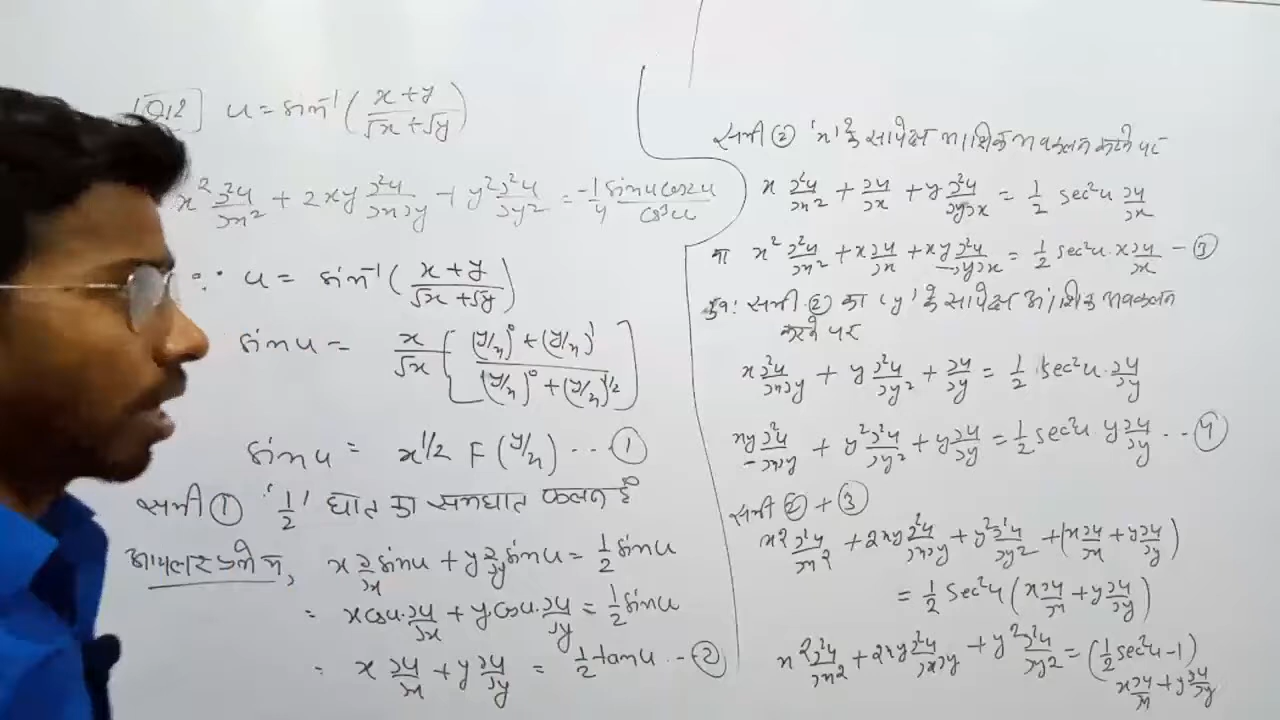 Q12] u = sin⁻¹ (x+y / √x+√y)
x² ∂²u/∂x² + 2xy ∂²u/∂x∂y + y² ∂²u/∂y² = -1/4 sinu cos2u / cos³u
∵ u = sin⁻¹ (x+y / √x+√y)
sinu = x/√x [(y/x)⁰ + (y/x)¹ / (y/x)⁰ + (y/x)^1/2]
sinu = x^1/2 F(y/x) ... ①
समी ① '1/2' घात का समघात फलन है
आयलर प्रमेय से, x ∂/∂x sinu + y ∂/∂y sinu = 1/2 sinu
= x cosu · ∂u/∂x + y cosu · ∂u/∂y = 1/2 sinu
= x ∂u/∂x + y ∂u/∂y = 1/2 tanu -- ②
समी ② 'x' के सापेक्ष आंशिक अवकलन करने पर
x ∂²u/∂x² + ∂u/∂x + y ∂²u/∂y∂x = 1/2 sec²u ∂u/∂x
या x² ∂²u/∂x² + x ∂u/∂x + xy ∂²u/∂y∂x = 1/2 sec²u · x ∂u/∂x - ③
पुनः समी ② का 'y' के सापेक्ष आंशिक अवकलन
करने पर
x ∂²u/∂x∂y + y ∂²u/∂y² + ∂u/∂y = 1/2 sec²u · ∂u/∂y
xy ∂²u/∂x∂y + y² ∂²u/∂y² + y ∂u/∂y = 1/2 sec²u · y ∂u/∂y -- ④
समी ② + ③
x² ∂²u/∂x² + 2xy ∂²u/∂x∂y + y² ∂²u/∂y² + (x ∂u/∂x + y ∂u/∂y)
= 1/2 sec²u (x ∂u/∂x + y ∂u/∂y)
x² ∂²u/∂x² + 2xy ∂²u/∂x∂y + y² ∂²u/∂y² = (1/2 sec²u - 1)
x ∂u/∂x + y ∂u/∂y